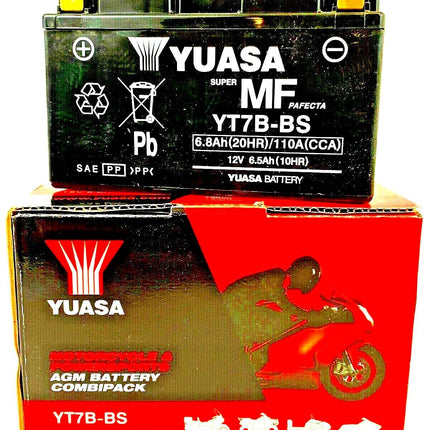 YUASA
SUPER MF PAFECTA
YT7B-BS
6.8Ah(20HR)/110A(CCA)
12V 6.5Ah(10HR)
YUASA BATTERY
Pb
SAE PP
YUASA
AGM BATTERY
COMBIPACK
YT7B-BS